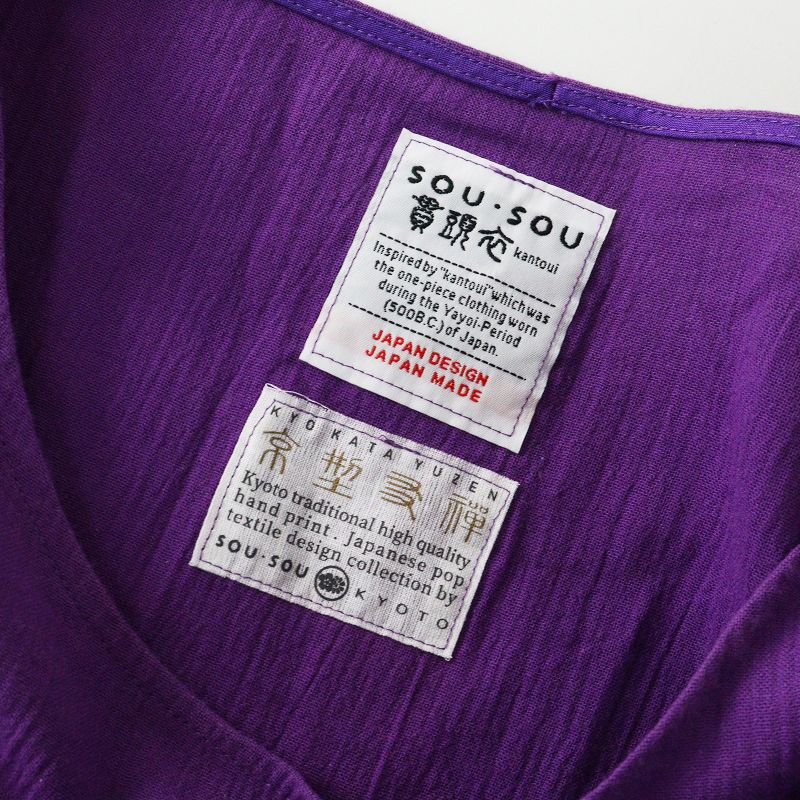 SOU·SOU
貫頭衣 kantoui
Inspired by "kantoui" which was
the one-piece clothing worn
during the Yayoi-Period
(500B.C.) of Japan.
JAPAN DESIGN
JAPAN MADE
KYO KATA YUZEN
京型友禅
Kyoto traditional high quality
hand print. Japanese pop
textile design collection by
SOU·SOU KYOTO